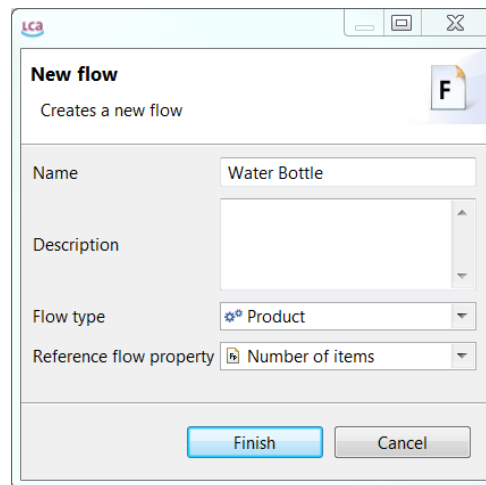 LCA
New flow
Creates a new flow
F
Name
Water Bottle
Description
Flow type
Product
Reference flow property
Fp
Number of items
Finish
Cancel